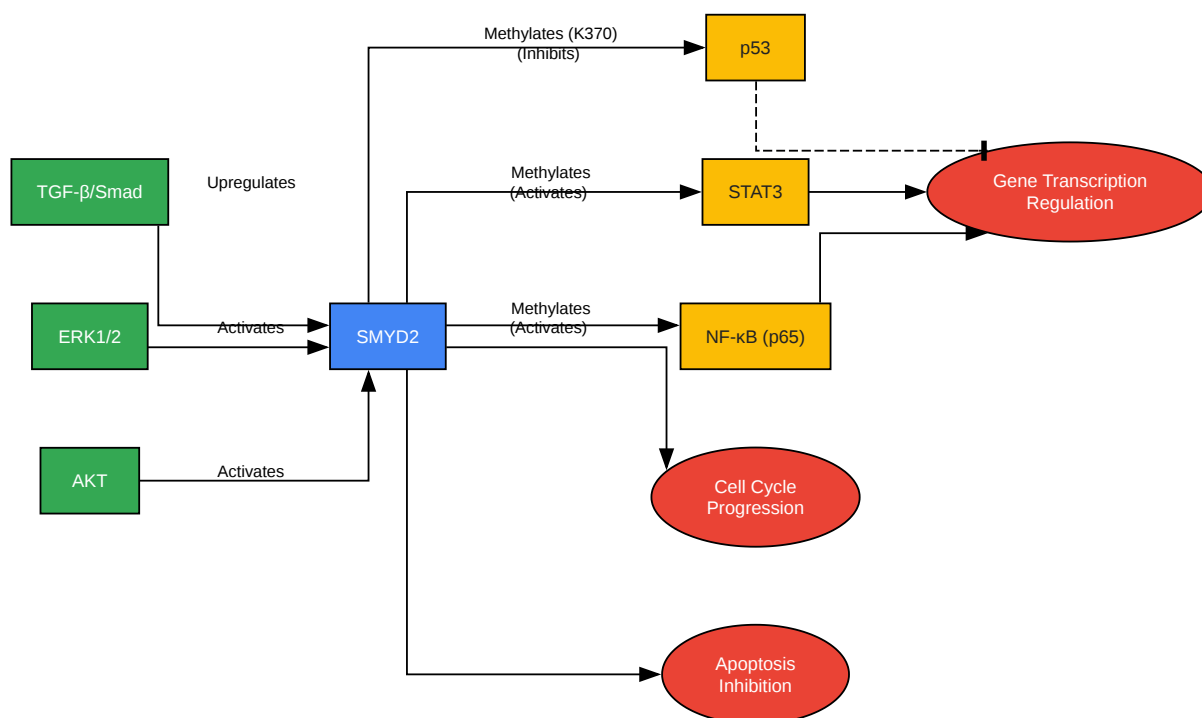 Methylates (K370)
(Inhibits)
p53
TGF-β/Smad
Upregulates
Methylates
(Activates)
STAT3
Gene Transcription
Regulation
ERK1/2
Activates
SMYD2
Methylates
(Activates)
NF-κB (p65)
AKT
Activates
Cell Cycle
Progression
Apoptosis
Inhibition